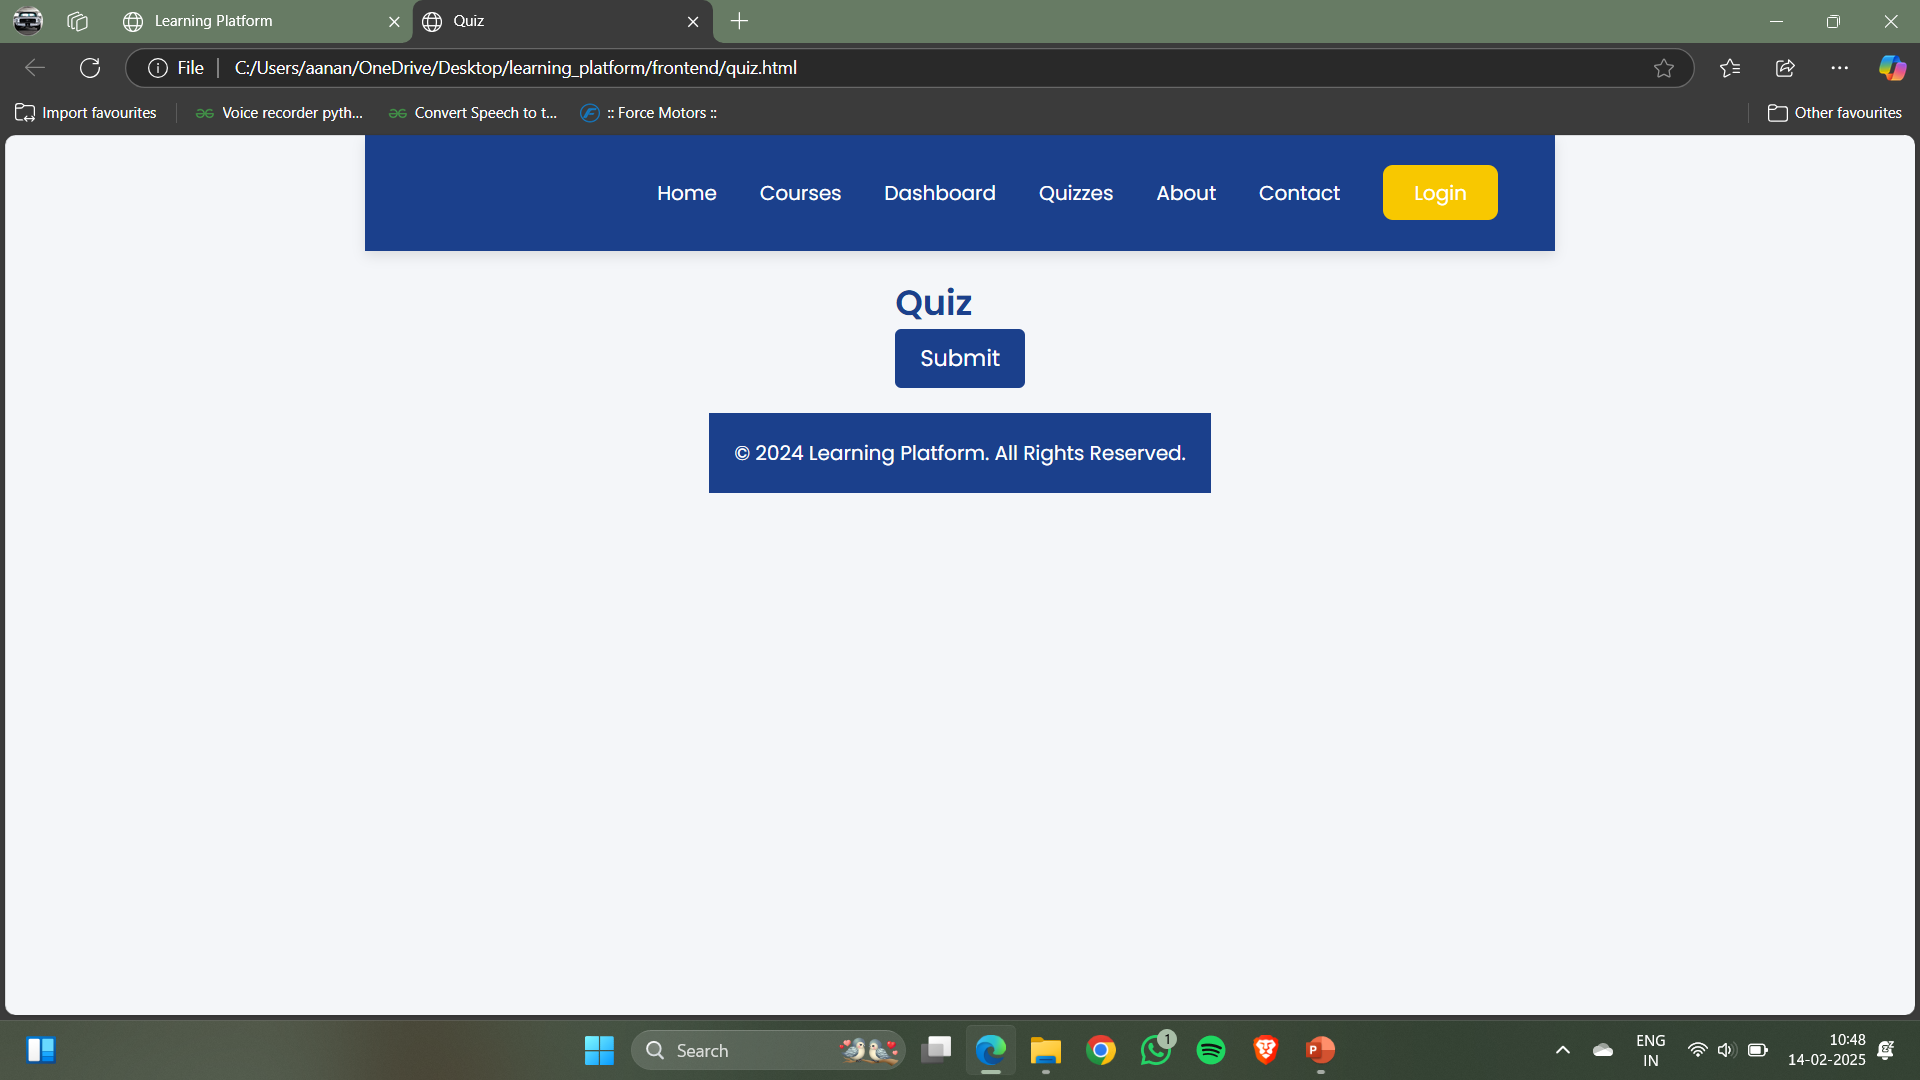 Learning Platform
Quiz
File
C:/Users/aanan/OneDrive/Desktop/learning_platform/frontend/quiz.html
Import favourites
Voice recorder pyth...
Convert Speech to t...
:: Force Motors ::
Other favourites
Home
Courses
Dashboard
Quizzes
About
Contact
Login
Quiz
Submit
© 2024 Learning Platform. All Rights Reserved.
Search
1
ENG
IN
10:48
14-02-2025